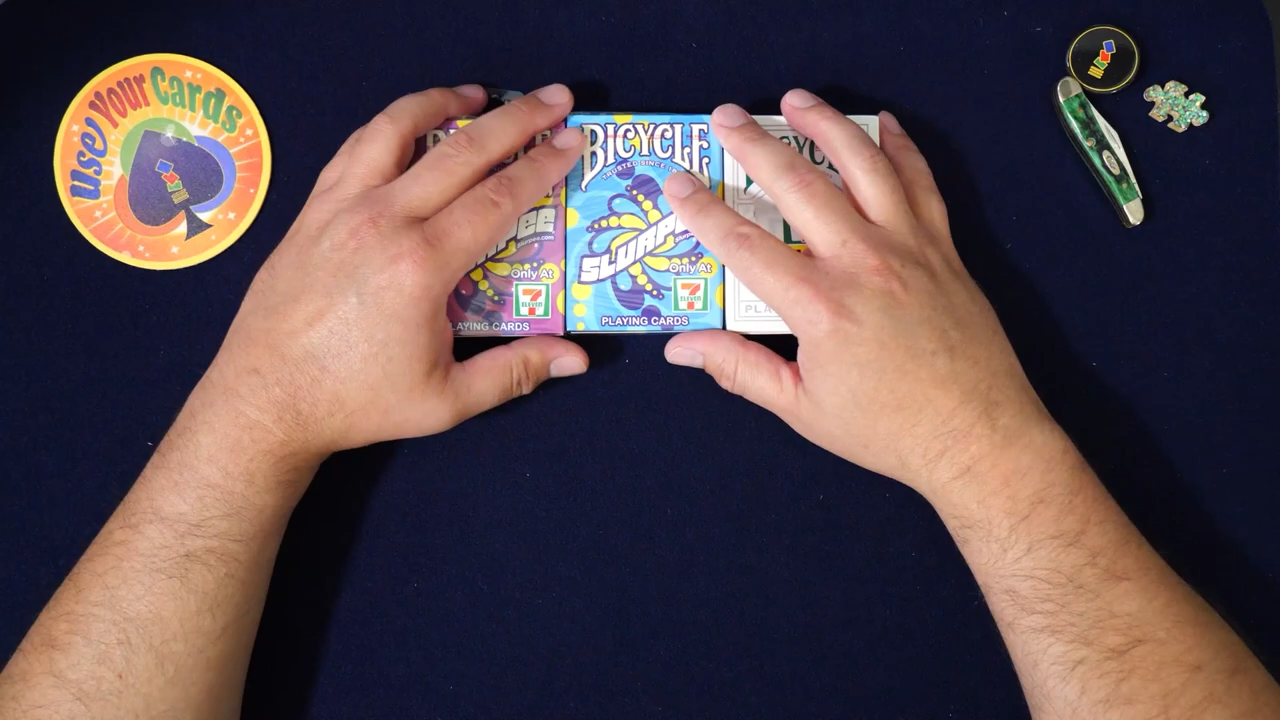 Use Your Cards
BICYCLE
Only At
7
ELEVEN
PLAYING CARDS
BICYCLE
TRUSTED SINCE
SLURPEE
Only At
7
ELEVEN
PLAYING CARDS